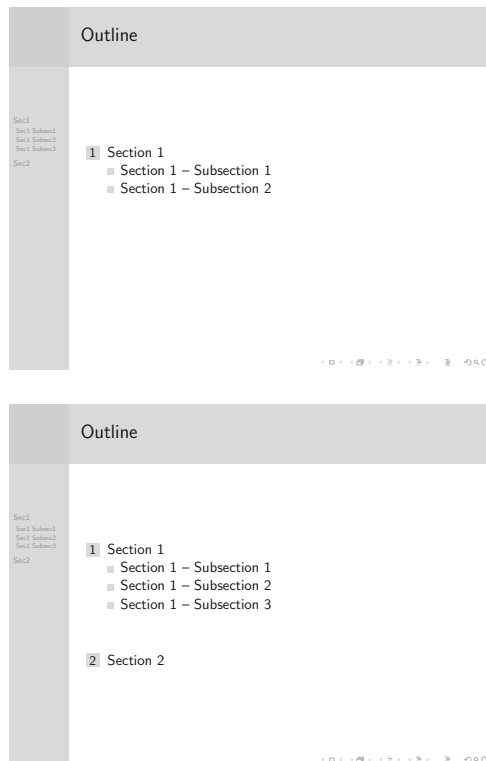 Outline
Sec1
Sec1 Subsec1
Sec1 Subsec2
Sec1 Subsec3
Sec2
1 Section 1
Section 1 – Subsection 1
Section 1 – Subsection 2
Outline
Sec1
Sec1 Subsec1
Sec1 Subsec2
Sec1 Subsec3
Sec2
1 Section 1
Section 1 – Subsection 1
Section 1 – Subsection 2
Section 1 – Subsection 3
2 Section 2